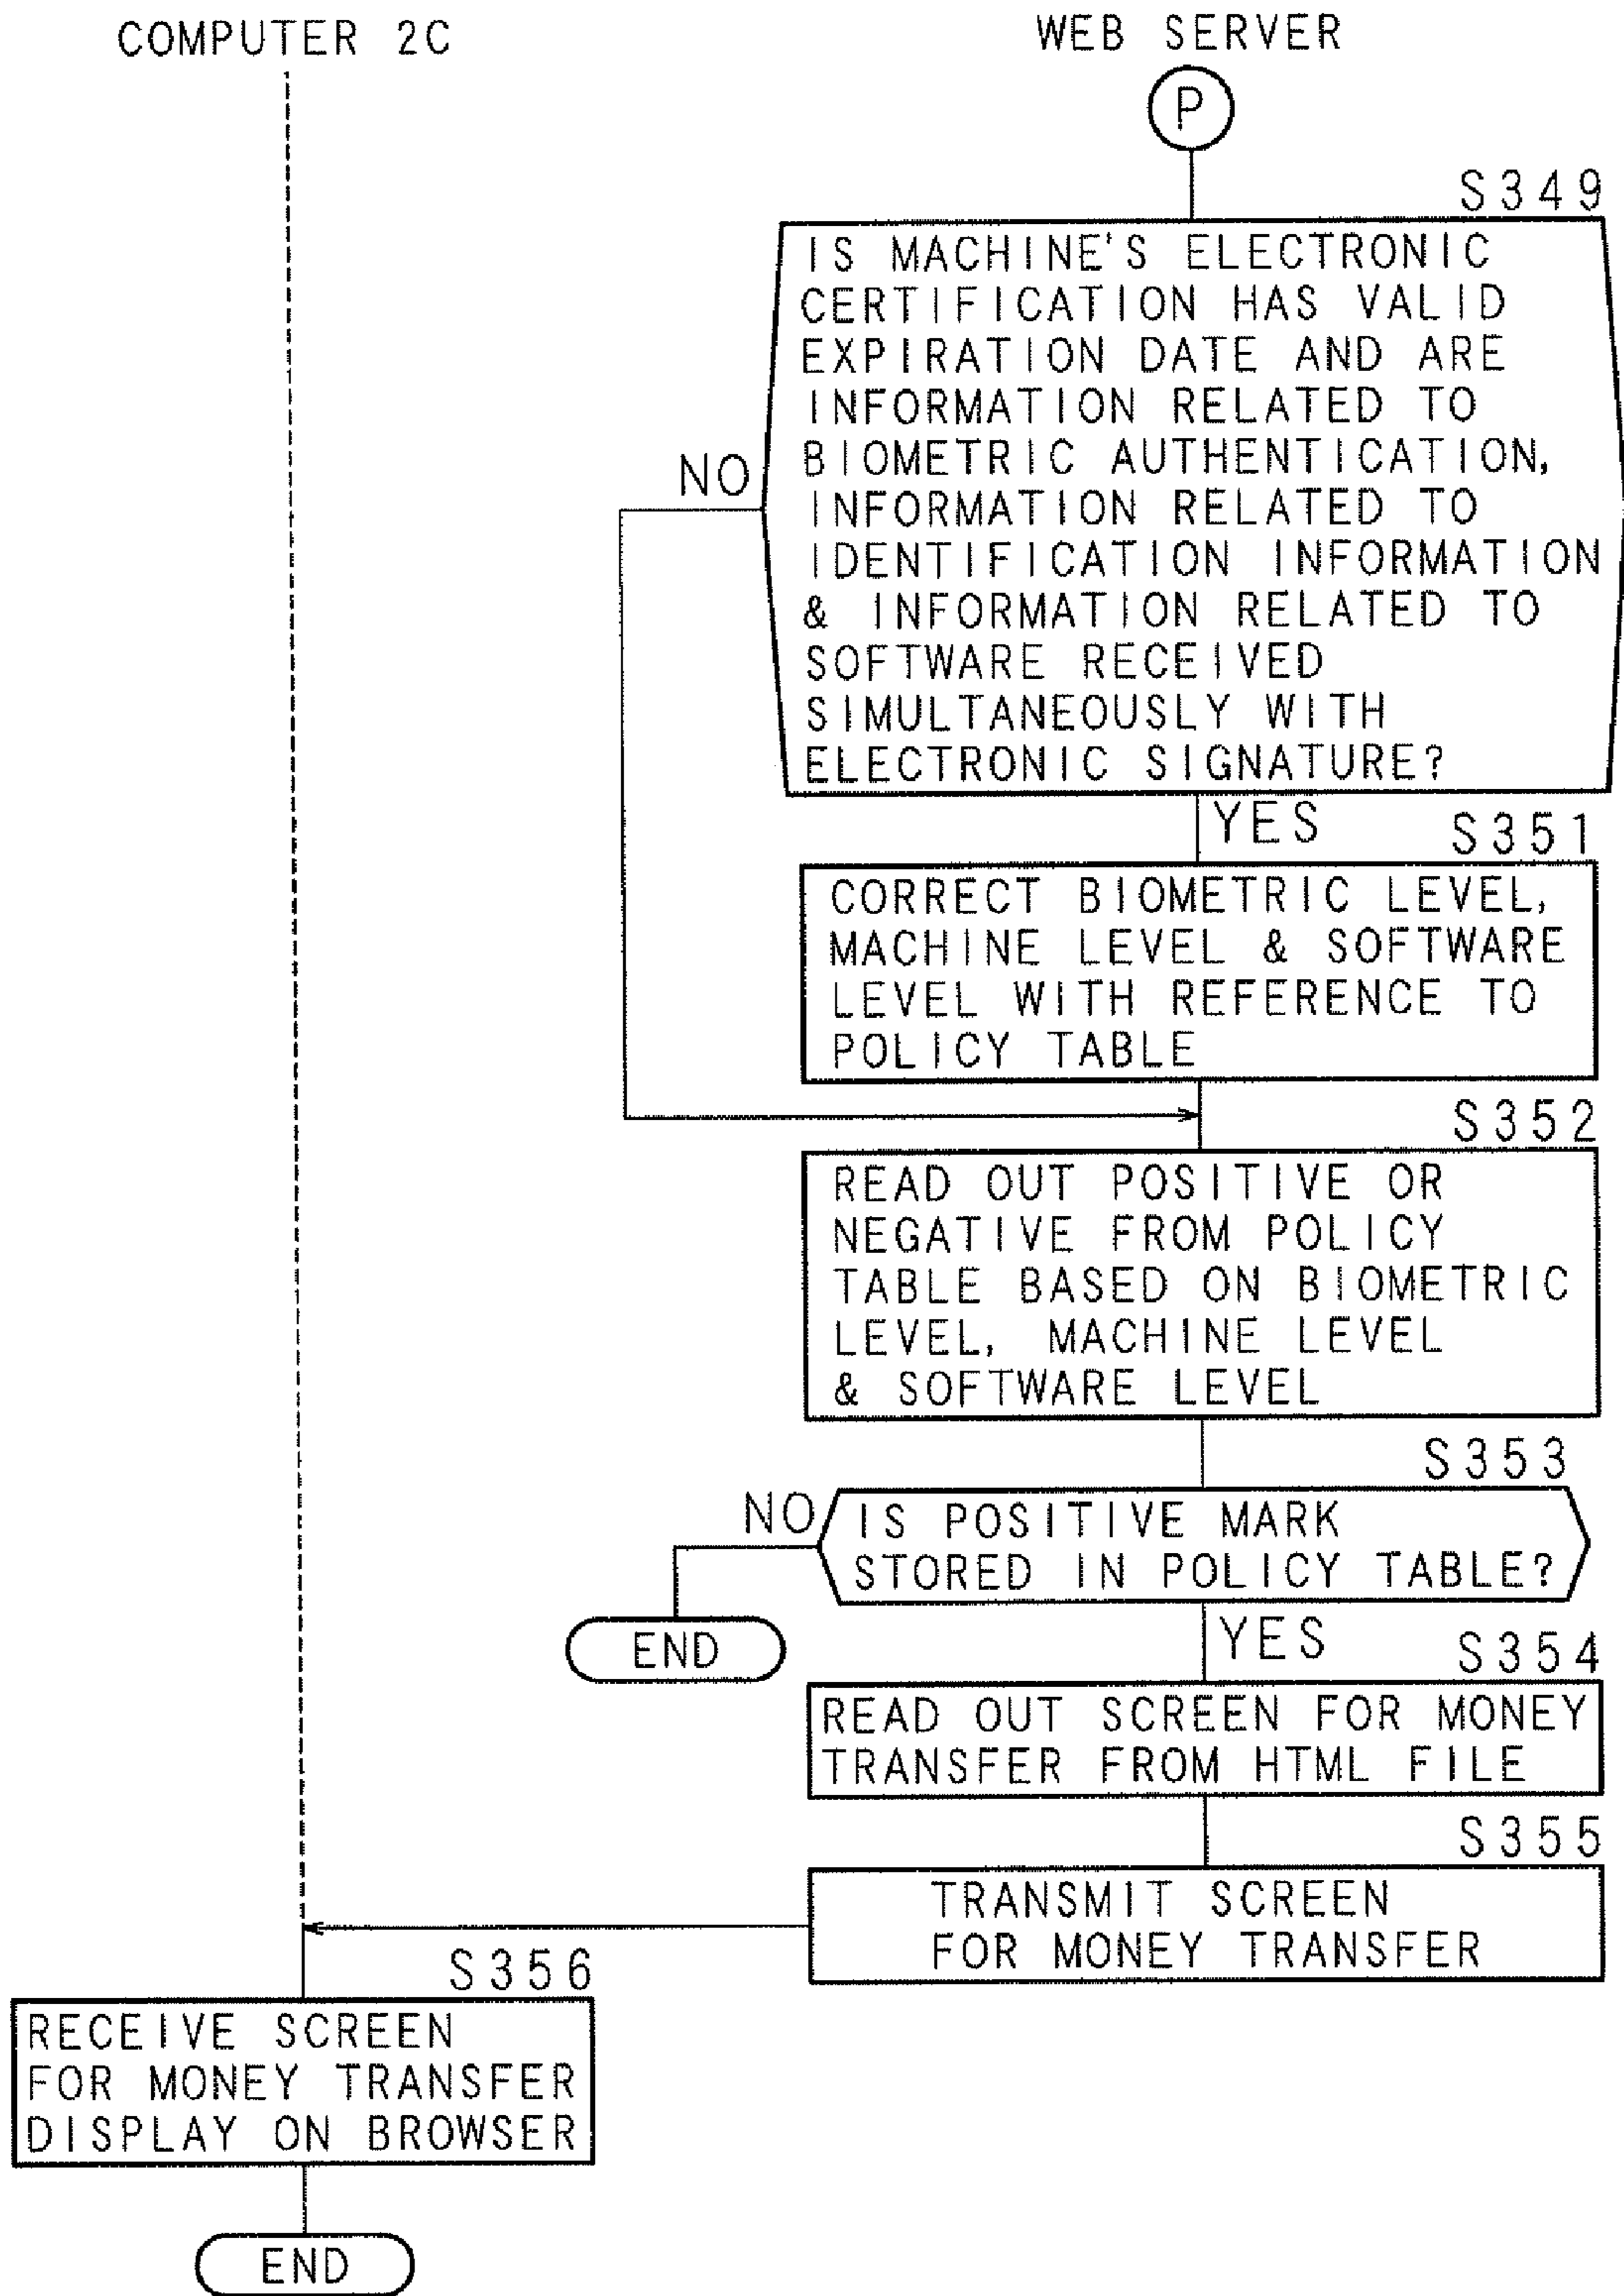 COMPUTER 2C
WEB SERVER
P
S349
IS MACHINE'S ELECTRONIC
CERTIFICATION HAS VALID
EXPIRATION DATE AND ARE
INFORMATION RELATED TO
BIOMETRIC AUTHENTICATION,
INFORMATION RELATED TO
IDENTIFICATION INFORMATION
& INFORMATION RELATED TO
SOFTWARE RECEIVED
SIMULTANEOUSLY WITH
ELECTRONIC SIGNATURE?
NO
YES
S351
CORRECT BIOMETRIC LEVEL,
MACHINE LEVEL & SOFTWARE
LEVEL WITH REFERENCE TO
POLICY TABLE
S352
READ OUT POSITIVE OR
NEGATIVE FROM POLICY
TABLE BASED ON BIOMETRIC
LEVEL, MACHINE LEVEL
& SOFTWARE LEVEL
S353
NO
IS POSITIVE MARK
STORED IN POLICY TABLE?
END
YES
S354
READ OUT SCREEN FOR MONEY
TRANSFER FROM HTML FILE
S355
TRANSMIT SCREEN
FOR MONEY TRANSFER
S356
RECEIVE SCREEN
FOR MONEY TRANSFER
DISPLAY ON BROWSER
END